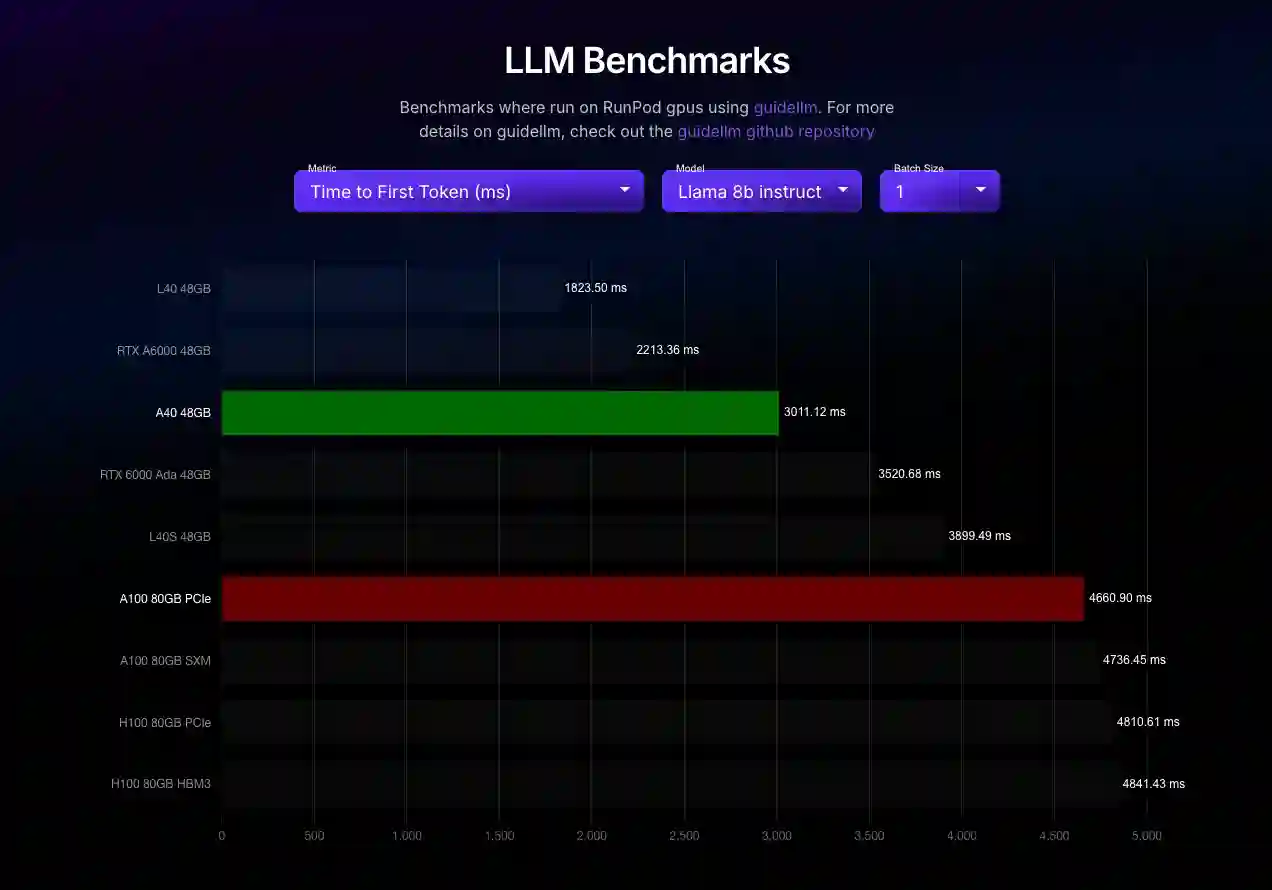 LLM Benchmarks
Benchmarks where run on RunPod gpus using guidellm. For more
details on guidellm, check out the guidellm github repository
Metric
Time to First Token (ms)
Model
Llama 8b instruct
Batch Size
1
L40 48GB
1823.50 ms
RTX A6000 48GB
2213.36 ms
A40 48GB
3011.12 ms
RTX 6000 Ada 48GB
3520.68 ms
L40S 48GB
3899.49 ms
A100 80GB PCIe
4660.90 ms
A100 80GB SXM
4736.45 ms
H100 80GB PCIe
4810.61 ms
H100 80GB HBM3
4841.43 ms
0 500 1.000 1.500 2.000 2.500 3.000 3.500 4.000 4.500 5.000